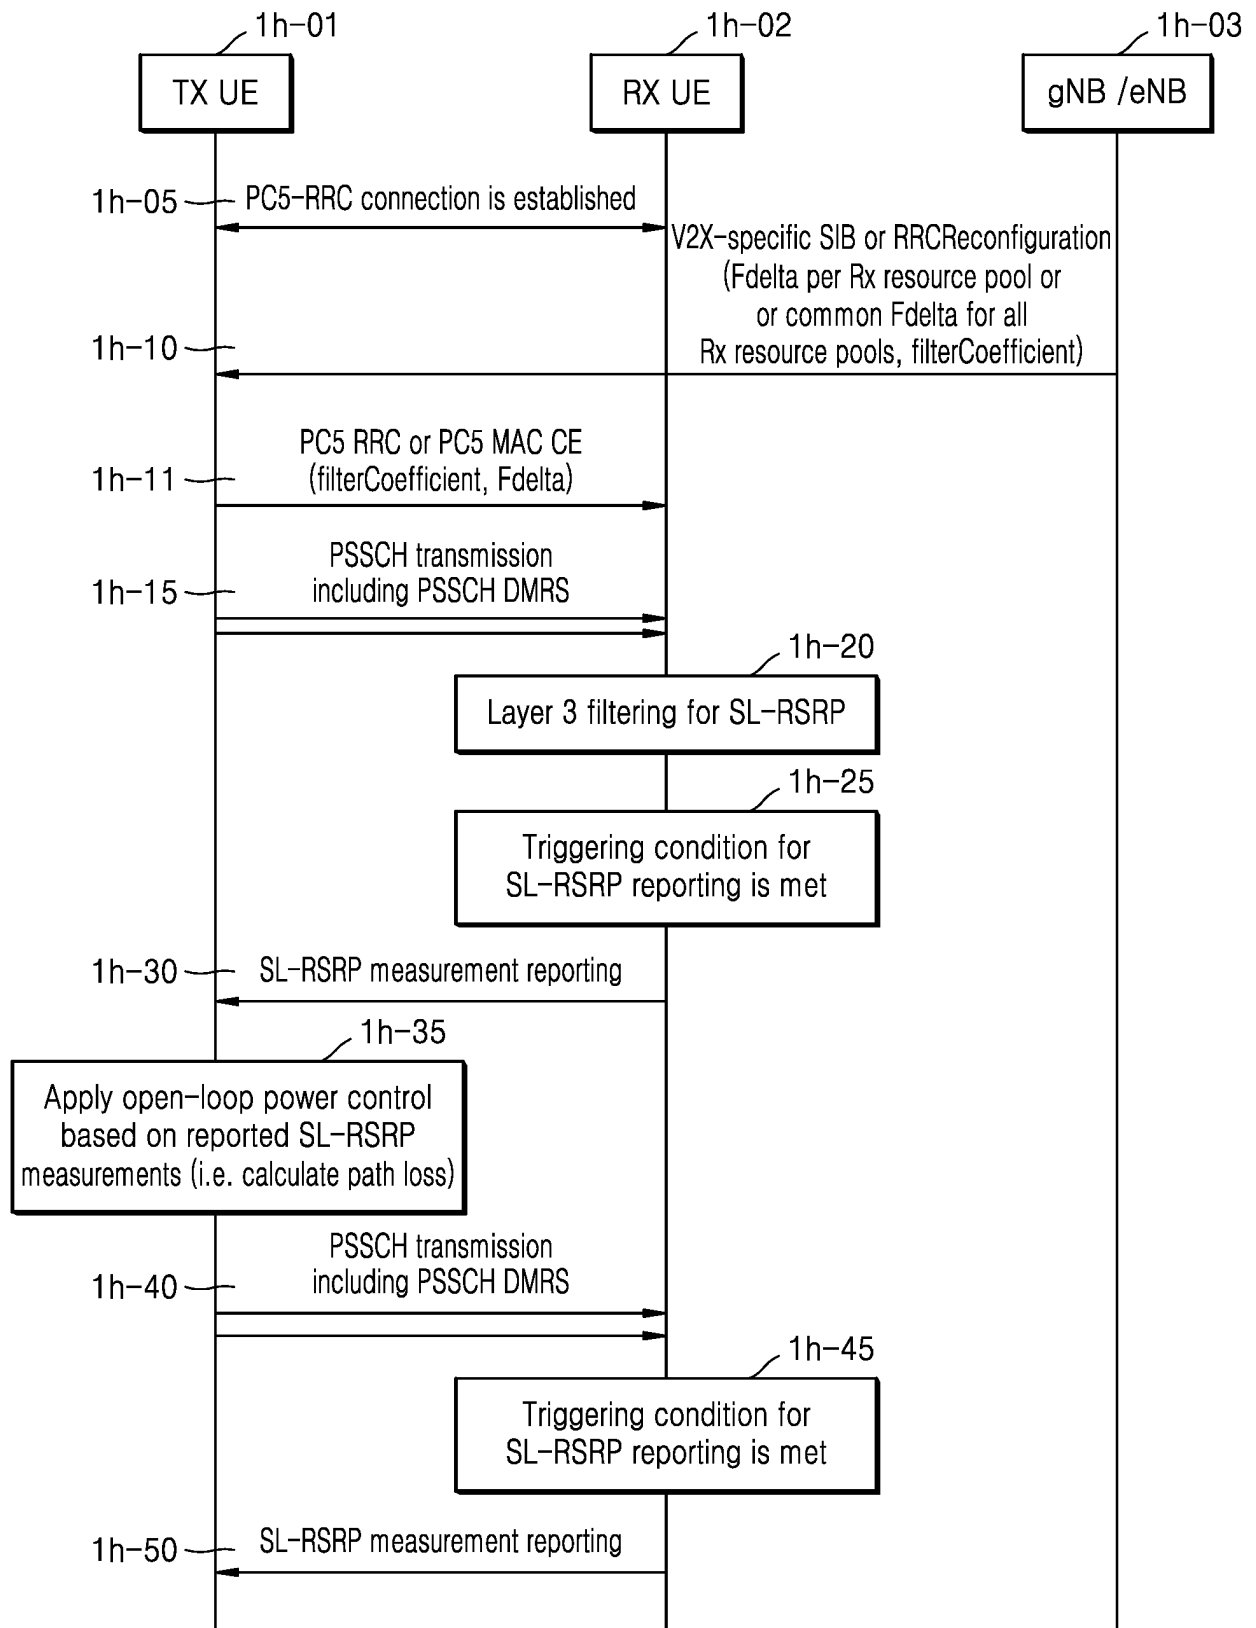 1h-01
1h-02
1h-03
TX UE
RX UE
gNB /eNB
1h-05
PC5-RRC connection is established
V2X-specific SIB or RRCReconfiguration
(Fdelta per Rx resource pool or
or common Fdelta for all
Rx resource pools, filterCoefficient)
1h-10
PC5 RRC or PC5 MAC CE
(filterCoefficient, Fdelta)
1h-11
PSSCH transmission
including PSSCH DMRS
1h-15
1h-20
Layer 3 filtering for SL-RSRP
1h-25
Triggering condition for
SL-RSRP reporting is met
1h-30
SL-RSRP measurement reporting
1h-35
Apply open-loop power control
based on reported SL-RSRP
measurements (i.e. calculate path loss)
PSSCH transmission
including PSSCH DMRS
1h-40
1h-45
Triggering condition for
SL-RSRP reporting is met
1h-50
SL-RSRP measurement reporting